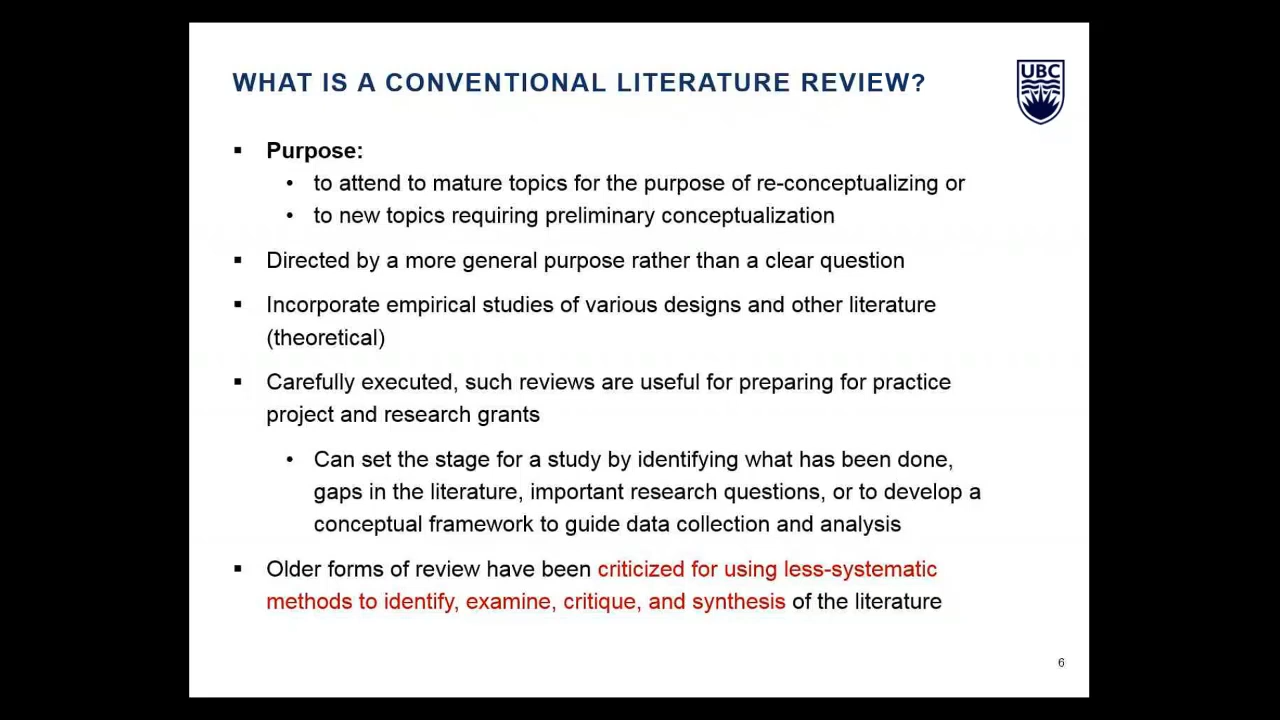 WHAT IS A CONVENTIONAL LITERATURE REVIEW?
UBC
▪ Purpose:
• to attend to mature topics for the purpose of re-conceptualizing or
• to new topics requiring preliminary conceptualization
▪ Directed by a more general purpose rather than a clear question
▪ Incorporate empirical studies of various designs and other literature
(theoretical)
▪ Carefully executed, such reviews are useful for preparing for practice
project and research grants
• Can set the stage for a study by identifying what has been done,
gaps in the literature, important research questions, or to develop a
conceptual framework to guide data collection and analysis
▪ Older forms of review have been criticized for using less-systematic
methods to identify, examine, critique, and synthesis of the literature
6